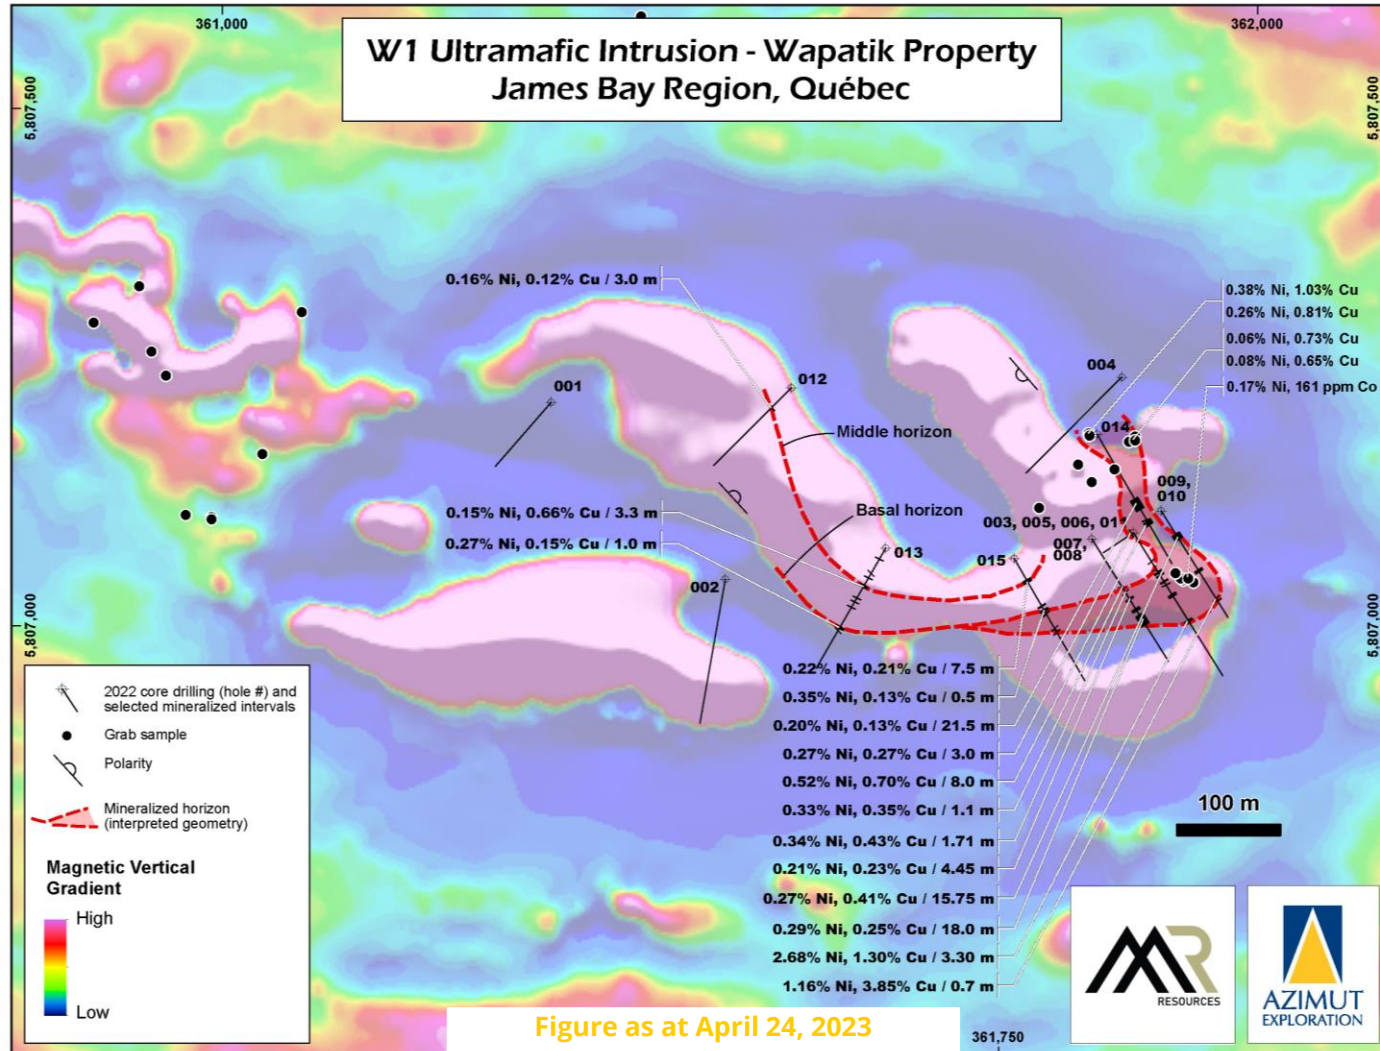 361,000
362,000
W1 Ultramafic Intrusion - Wapatik Property
James Bay Region, Québec
5,807,500
5,807,500
0.16% Ni, 0.12% Cu / 3.0 m
0.38% Ni, 1.03% Cu
0.26% Ni, 0.81% Cu
0.06% Ni, 0.73% Cu
0.08% Ni, 0.65% Cu
0.17% Ni, 161 ppm Co
001
012
004
Middle horizon
014
009,
010
Basal horizon
0.15% Ni, 0.66% Cu / 3.3 m
0.27% Ni, 0.15% Cu / 1.0 m
003, 005, 006, 01
007,
008
013
015
002
5,807,000
5,807,000
0.22% Ni, 0.21% Cu / 7.5 m
0.35% Ni, 0.13% Cu / 0.5 m
0.20% Ni, 0.13% Cu / 21.5 m
0.27% Ni, 0.27% Cu / 3.0 m
0.52% Ni, 0.70% Cu / 8.0 m
0.33% Ni, 0.35% Cu / 1.1 m
0.34% Ni, 0.43% Cu / 1.71 m
0.21% Ni, 0.23% Cu / 4.45 m
0.27% Ni, 0.41% Cu / 15.75 m
0.29% Ni, 0.25% Cu / 18.0 m
2.68% Ni, 1.30% Cu / 3.30 m
1.16% Ni, 3.85% Cu / 0.7 m
2022 core drilling (hole #) and
selected mineralized intervals
Grab sample
Polarity
Mineralized horizon
(interpreted geometry)
Magnetic Vertical
Gradient
High
Low
100 m
MR
RESOURCES
AZIMUT
EXPLORATION
Figure as at April 24, 2023
361,750